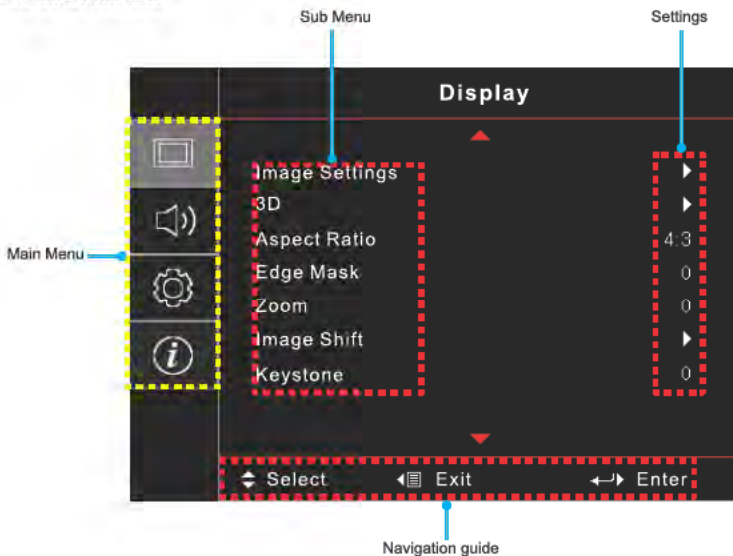 Sub Menu Settings
Display
Image Settings
3D
Aspect Ratio 4:3
Main Menu
Edge Mask 0
Zoom 0
Image Shift
Keystone 0
Select Exit Enter
Navigation guide